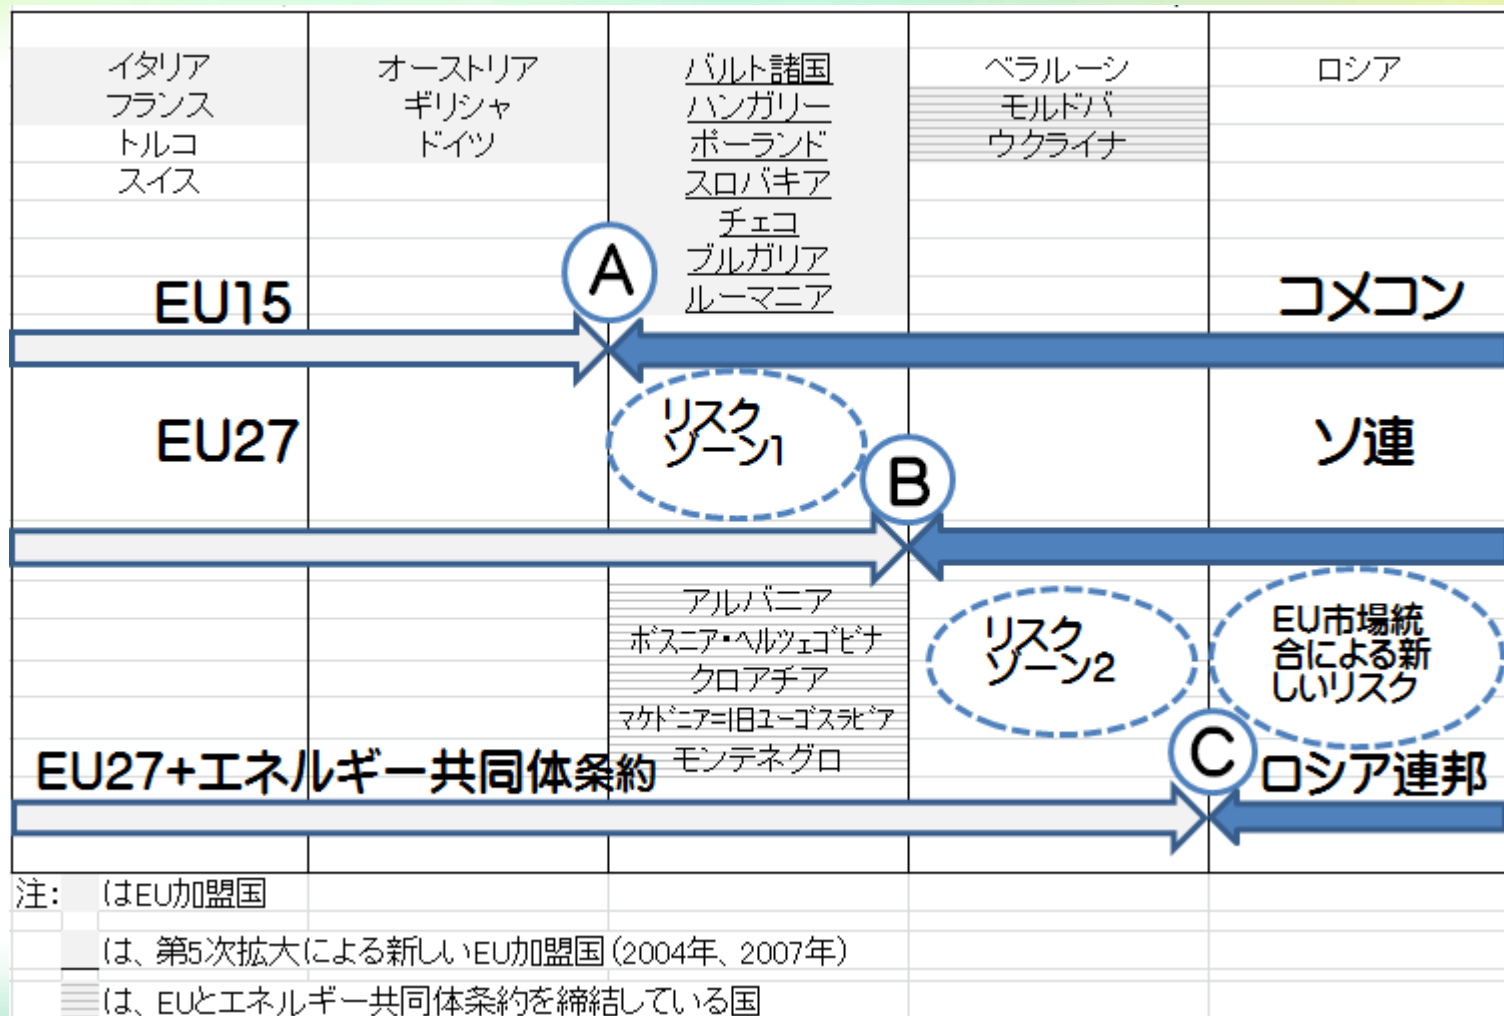 イタリア
フランス
トルコ
スイス
オーストリア
ギリシャ
ドイツ
バルト諸国
ハンガリー
ポーランド
スロバキア
チェコ
ブルガリア
ルーマニア
ベラルーシ
モルドバ
ウクライナ
ロシア
EU15
A
コメコン
EU27
リスク
ゾーン1
B
ソ連
アルバニア
ボスニア・ヘルツェゴビナ
クロアチア
マケドニア=旧ユーゴスラビア
モンテネグロ
リスク
ゾーン2
EU市場統
合による新
しいリスク
EU27+エネルギー共同体条約
C
ロシア連邦
注: はEU加盟国
は、第5次拡大による新しいEU加盟国(2004年、2007年)
は、EUとエネルギー共同体条約を締結している国